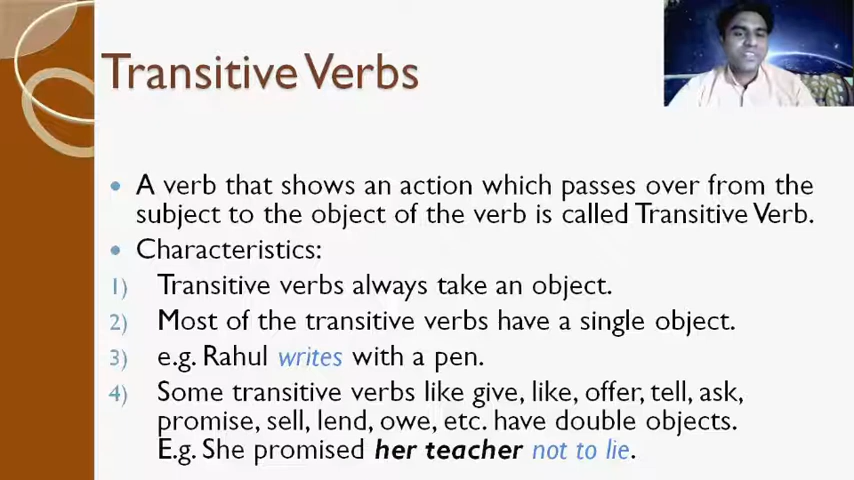 Transitive Verbs
• A verb that shows an action which passes over from the
subject to the object of the verb is called Transitive Verb.
• Characteristics:
1) Transitive verbs always take an object.
2) Most of the transitive verbs have a single object.
3) e.g. Rahul writes with a pen.
4) Some transitive verbs like give, like, offer, tell, ask,
promise, sell, lend, owe, etc. have double objects.
E.g. She promised her teacher not to lie.